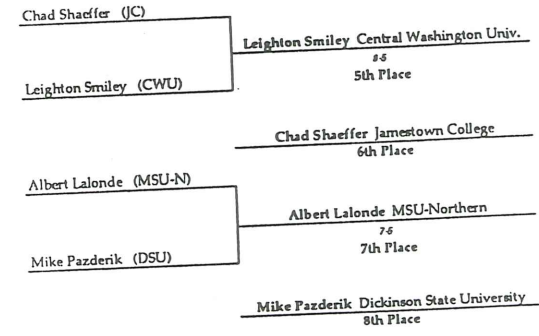 Chad Shaeffer (JC)
Leighton Smiley Central Washington Univ.
8-5
5th Place
Leighton Smiley (CWU)
Chad Shaeffer Jamestown College
6th Place
Albert Lalonde (MSU-N)
Albert Lalonde MSU-Northern
7-6
7th Place
Mike Pazderik (DSU)
Mike Pazderik Dickinson State University
8th Place